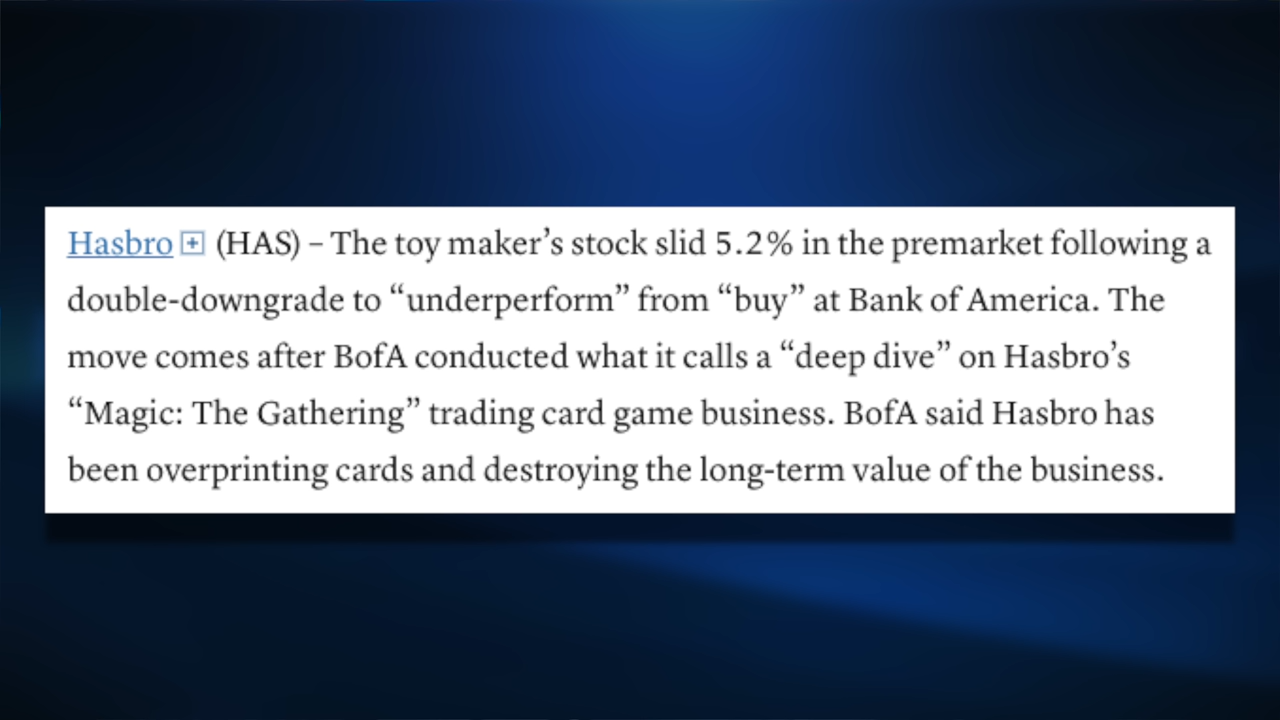 Hasbro (HAS) – The toy maker’s stock slid 5.2% in the premarket following a
double-downgrade to “underperform” from “buy” at Bank of America. The
move comes after BofA conducted what it calls a “deep dive” on Hasbro’s
“Magic: The Gathering” trading card game business. BofA said Hasbro has
been overprinting cards and destroying the long-term value of the business.